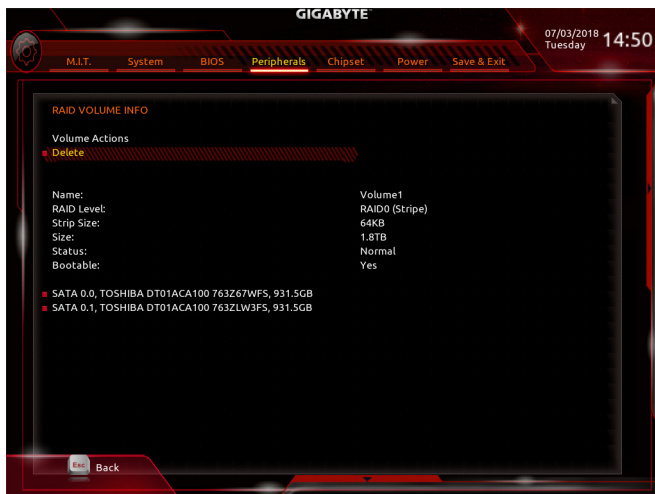 GIGABYTE™
07/03/2018
Tuesday
14:50
M.I.T. System BIOS Peripherals Chipset Power Save & Exit
RAID VOLUME INFO
Volume Actions
Delete
Name: Volume1
RAID Level: RAID0 (Stripe)
Strip Size: 64KB
Size: 1.8TB
Status: Normal
Bootable: Yes
SATA 0.0, TOSHIBA DT01ACA100 763Z67WFS, 931.5GB
SATA 0.1, TOSHIBA DT01ACA100 763ZLW3FS, 931.5GB
Esc Back